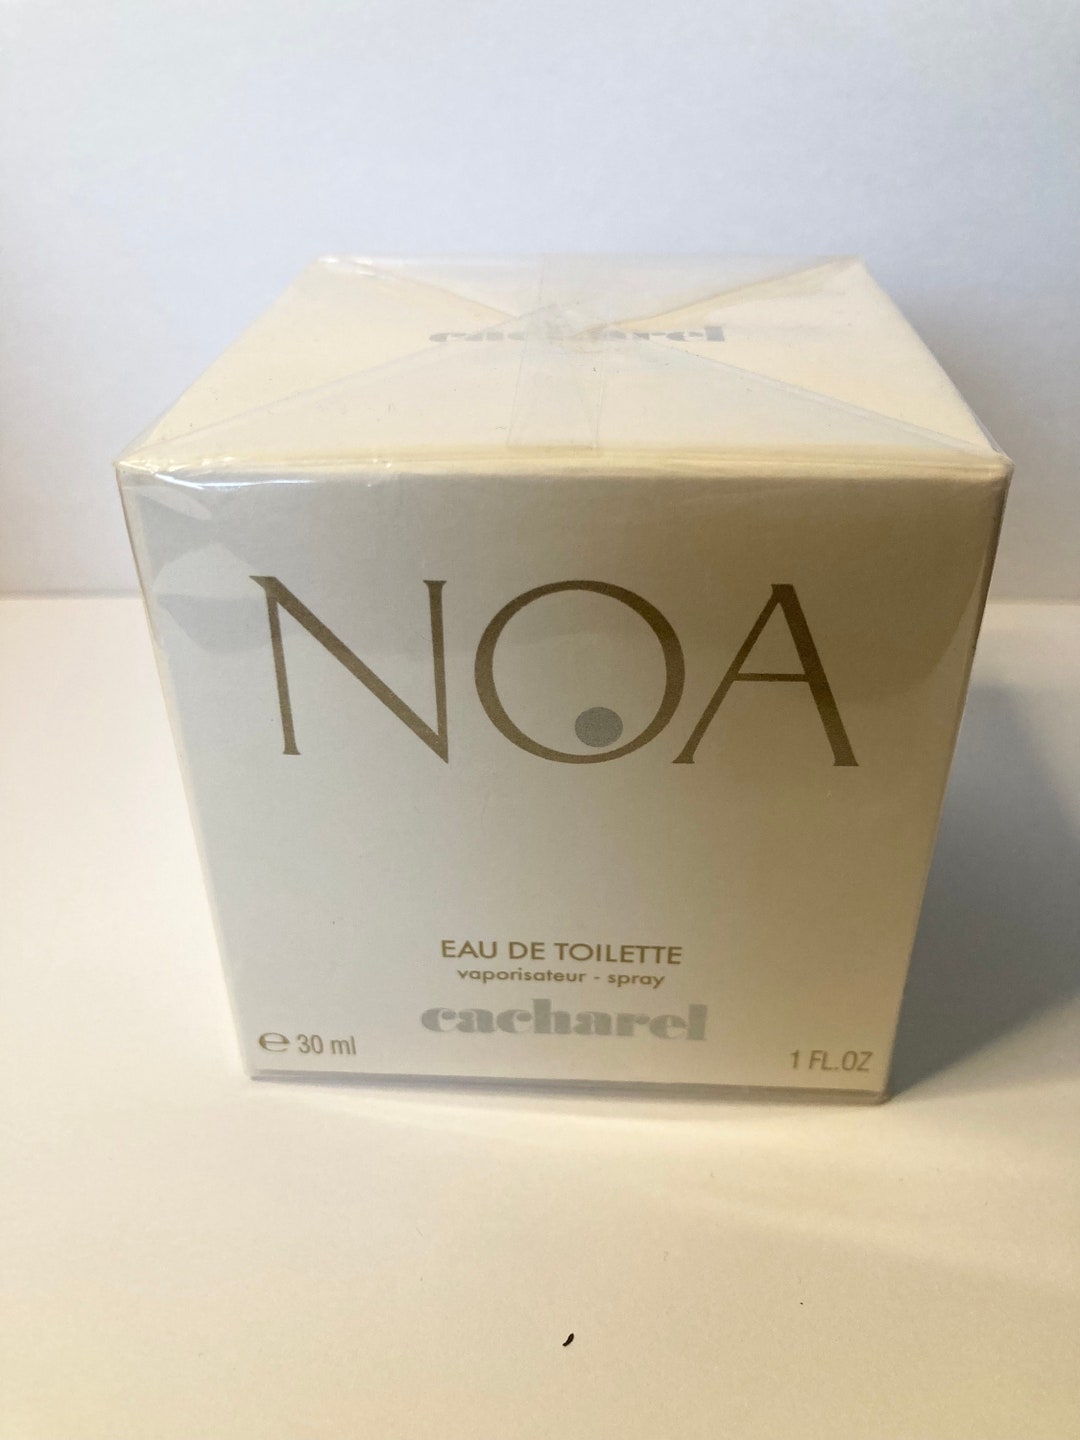 cacharel
NOA
EAU DE TOILETTE
vaporisateur - spray
cacharel
℮ 30 ml
1 FL.OZ